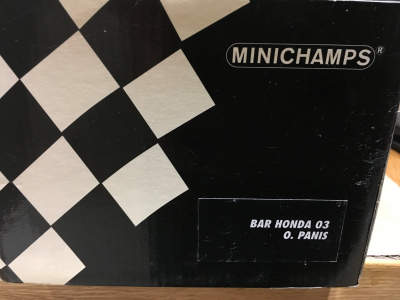 MINICHAMPS®
BAR HONDA 03
O. PANIS